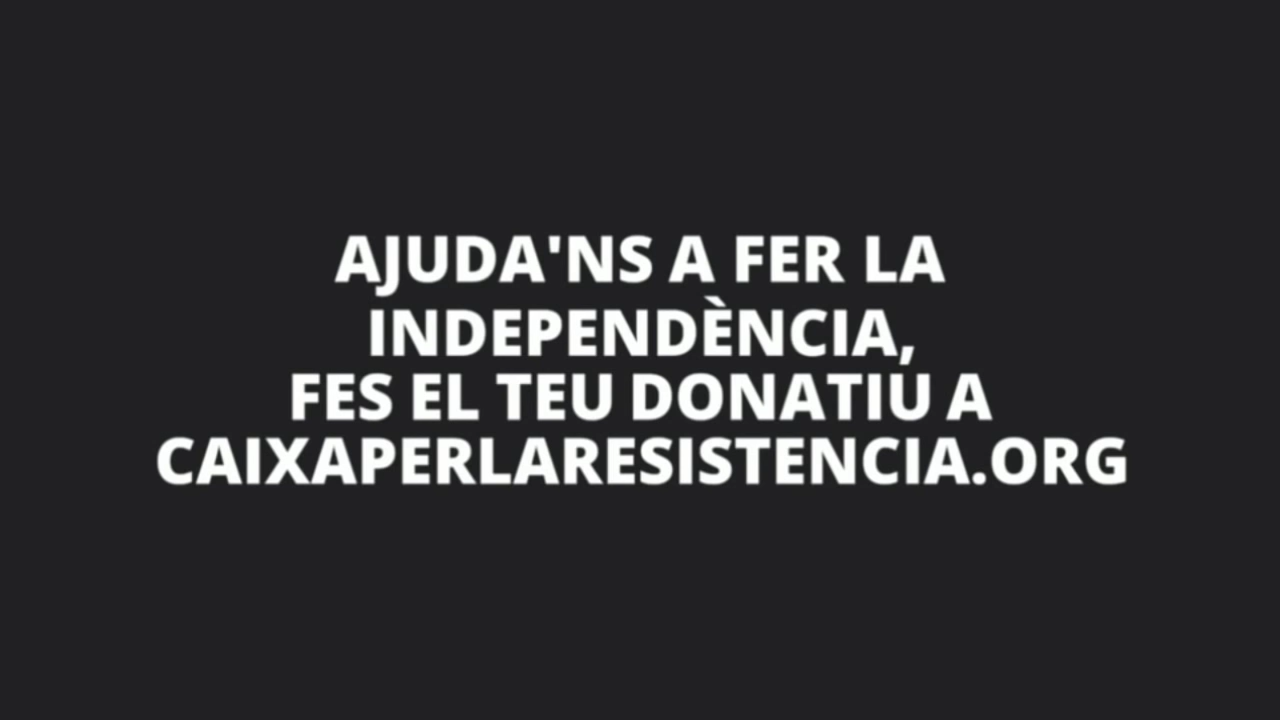 AJUDA'NS A FER LA
INDEPENDÈNCIA,
FES EL TEU DONATIU A
CAIXAPERLARESISTENCIA.ORG